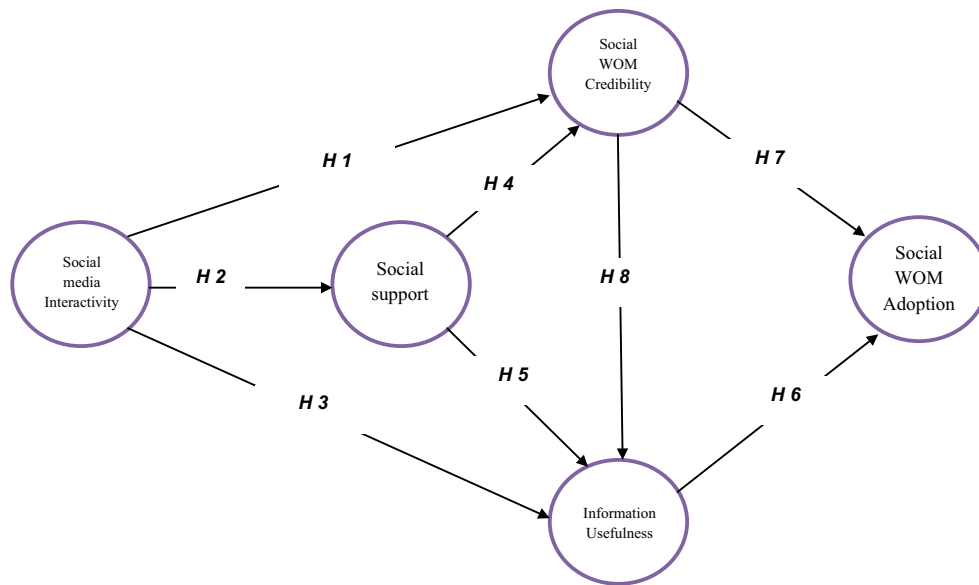 Social
WOM
Credibility
H 1
H 7
H 4
Social
media
Interactivity
H 2
Social
support
H 8
Social
WOM
Adoption
H 3
H 5
H 6
Information
Usefulness